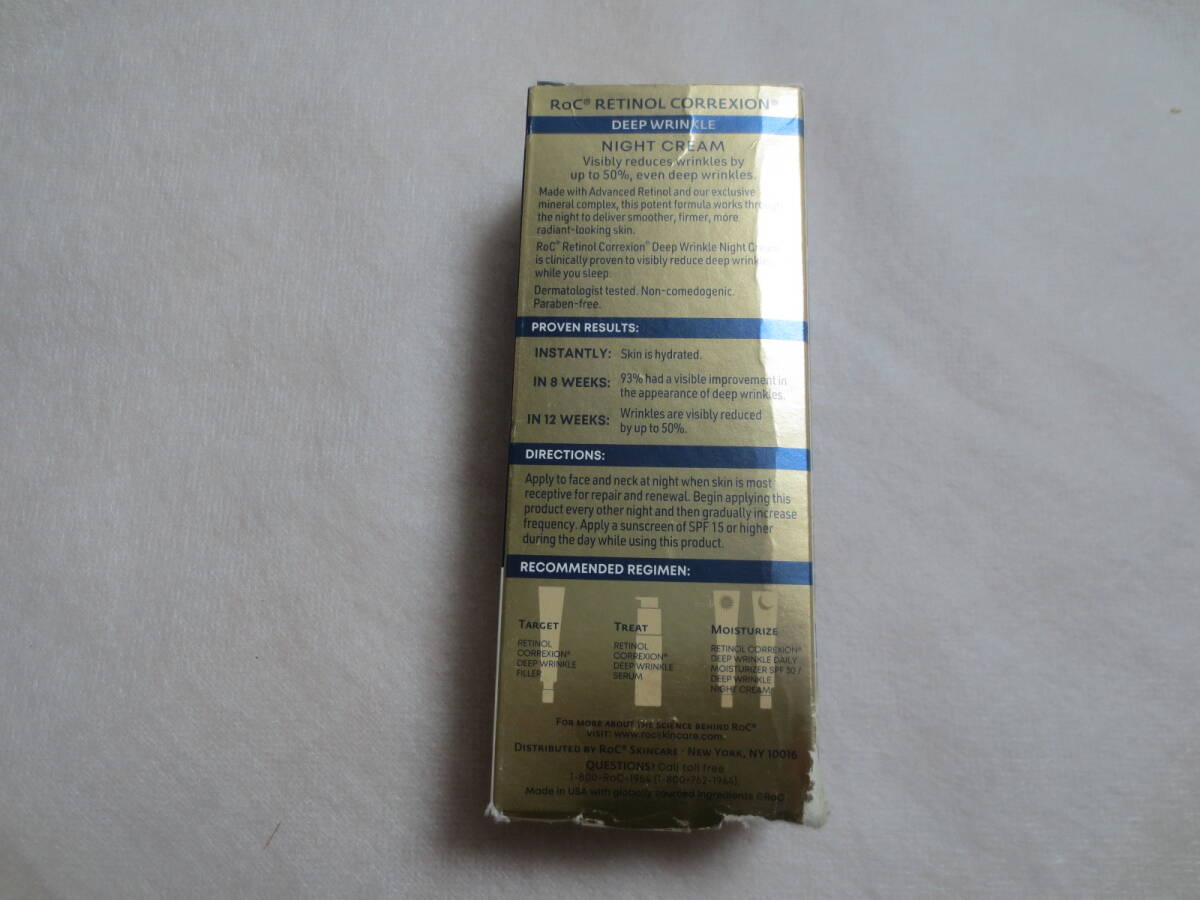 RoC® RETINOL CORREXION®
DEEP WRINKLE
NIGHT CREAM
Visibly reduces wrinkles by
up to 50%, even deep wrinkles.
Made with Advanced Retinol and our exclusive
mineral complex, this potent formula works through
the night to deliver smoother, firmer, more
radiant-looking skin.
RoC® Retinol Correxion® Deep Wrinkle Night Cream
is clinically proven to visibly reduce deep wrinkles
while you sleep.
Dermatologist tested. Non-comedogenic.
Paraben-free.
PROVEN RESULTS:
INSTANTLY: Skin is hydrated.
IN 8 WEEKS: 93% had a visible improvement in
the appearance of deep wrinkles.
IN 12 WEEKS: Wrinkles are visibly reduced
by up to 50%.
DIRECTIONS:
Apply to face and neck at night when skin is most
receptive for repair and renewal. Begin applying this
product every other night and then gradually increase
frequency. Apply a sunscreen of SPF 15 or higher
during the day while using this product.
RECOMMENDED REGIMEN:
TARGET
RETINOL
CORREXION®
DEEP WRINKLE
FILLER
TREAT
RETINOL
CORREXION®
DEEP WRINKLE
SERUM
MOISTURIZE
RETINOL CORREXION®
DEEP WRINKLE DAILY
MOISTURIZER SPF 30 /
DEEP WRINKLE
NIGHT CREAM
FOR MORE ABOUT THE SCIENCE BEHIND RoC®
VISIT: www.rocskincare.com.
DISTRIBUTED BY RoC® SKINCARE · NEW YORK, NY 10016
QUESTIONS? Call toll free
1-800-RoC-1964 (1-800-762-1964).
Made in USA with globally sourced ingredients ©RoC